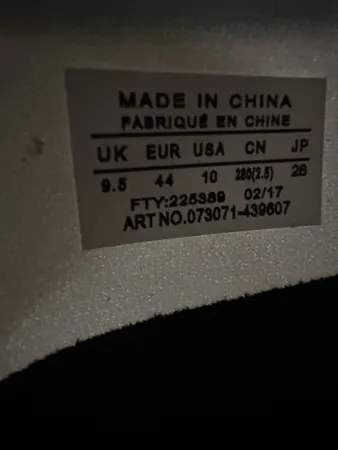 MADE IN CHINA
FABRIQUÉ EN CHINE
UK EUR USA CN JP
9.5 44 10 280(2.5) 28
FTY:225389 02/17
ART NO.073071-439607